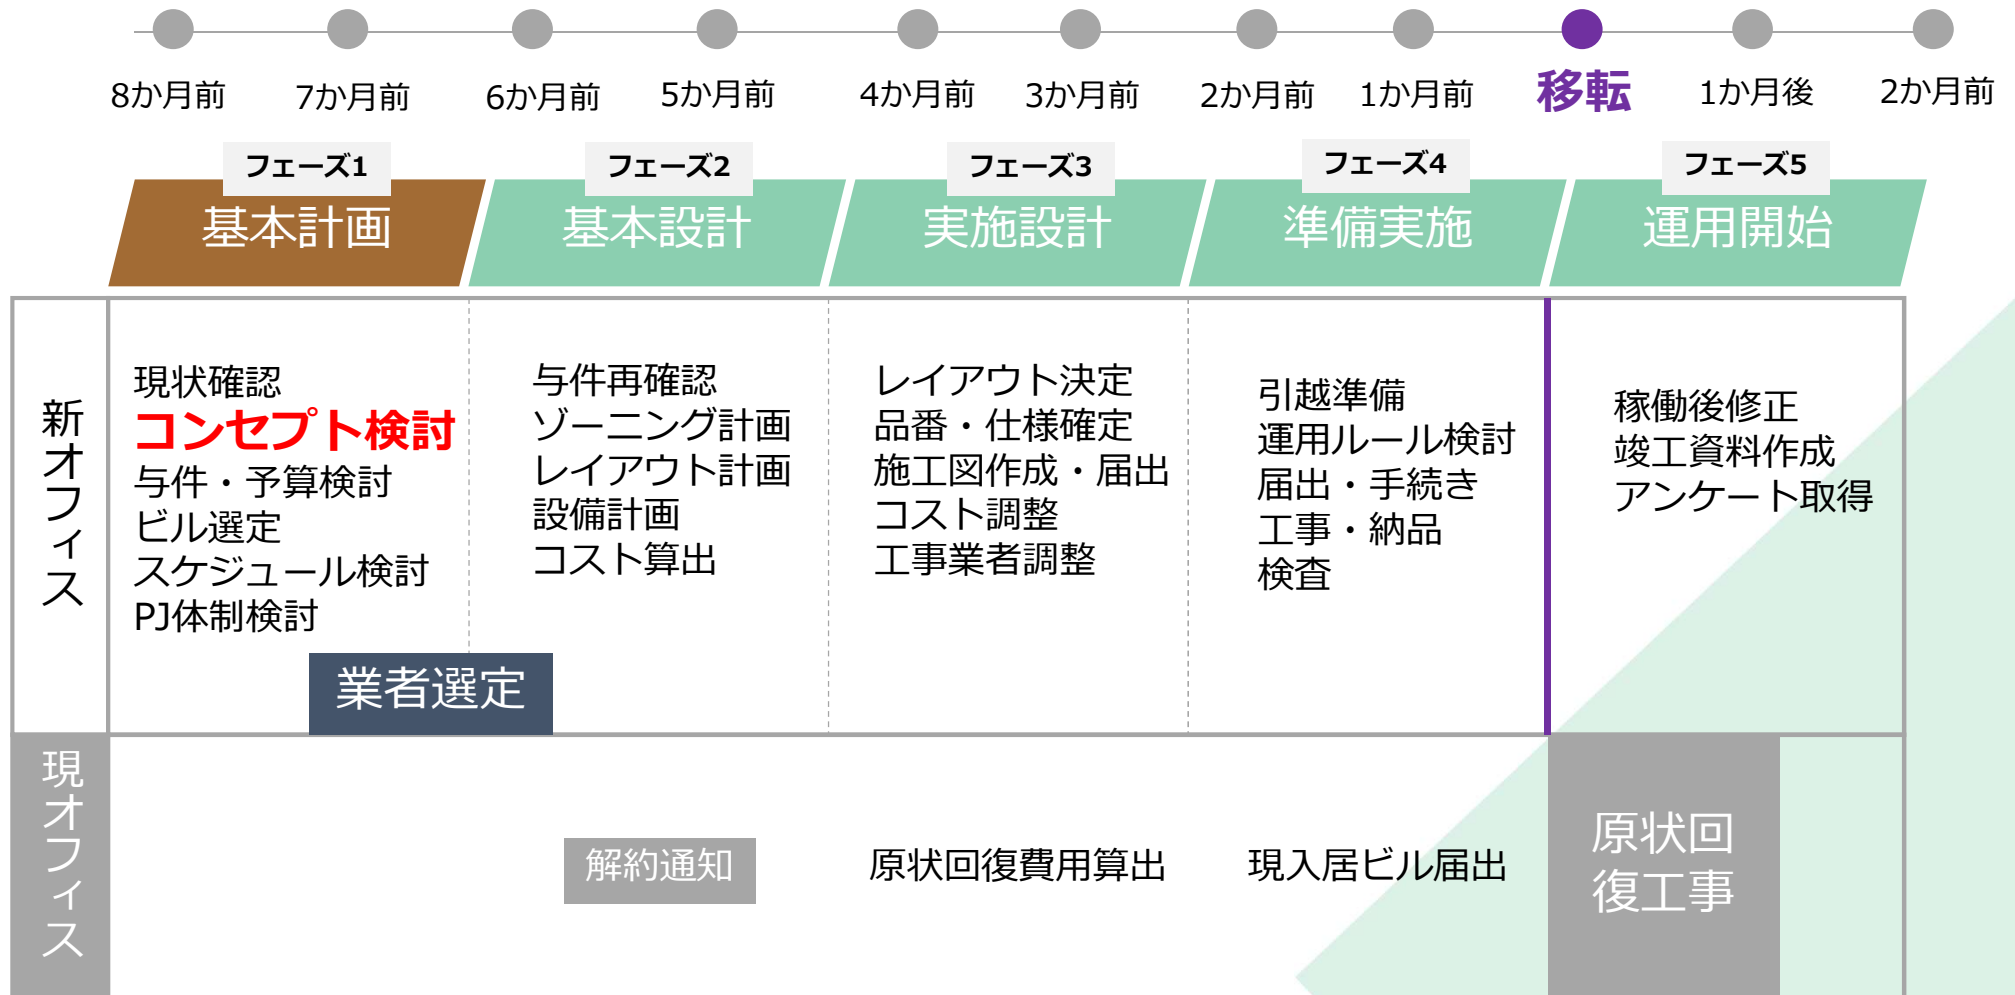 8か月前
7か月前
6か月前
5か月前
4か月前
3か月前
2か月前
1か月前
移転
1か月後
2か月前
フェーズ1
フェーズ2
フェーズ3
フェーズ4
フェーズ5
基本計画
基本設計
実施設計
準備実施
運用開始
新オフィス
現状確認
コンセプト検討
与件・予算検討
ビル選定
スケジュール検討
PJ体制検討
業者選定
与件再確認
ゾーニング計画
レイアウト計画
設備計画
コスト算出
レイアウト決定
品番・仕様確定
施工図作成・届出
コスト調整
工事業者調整
引越準備
運用ルール検討
届出・手続き
工事・納品
検査
稼働後修正
竣工資料作成
アンケート取得
現オフィス
解約通知
原状回復費用算出
現入居ビル届出
原状回
復工事